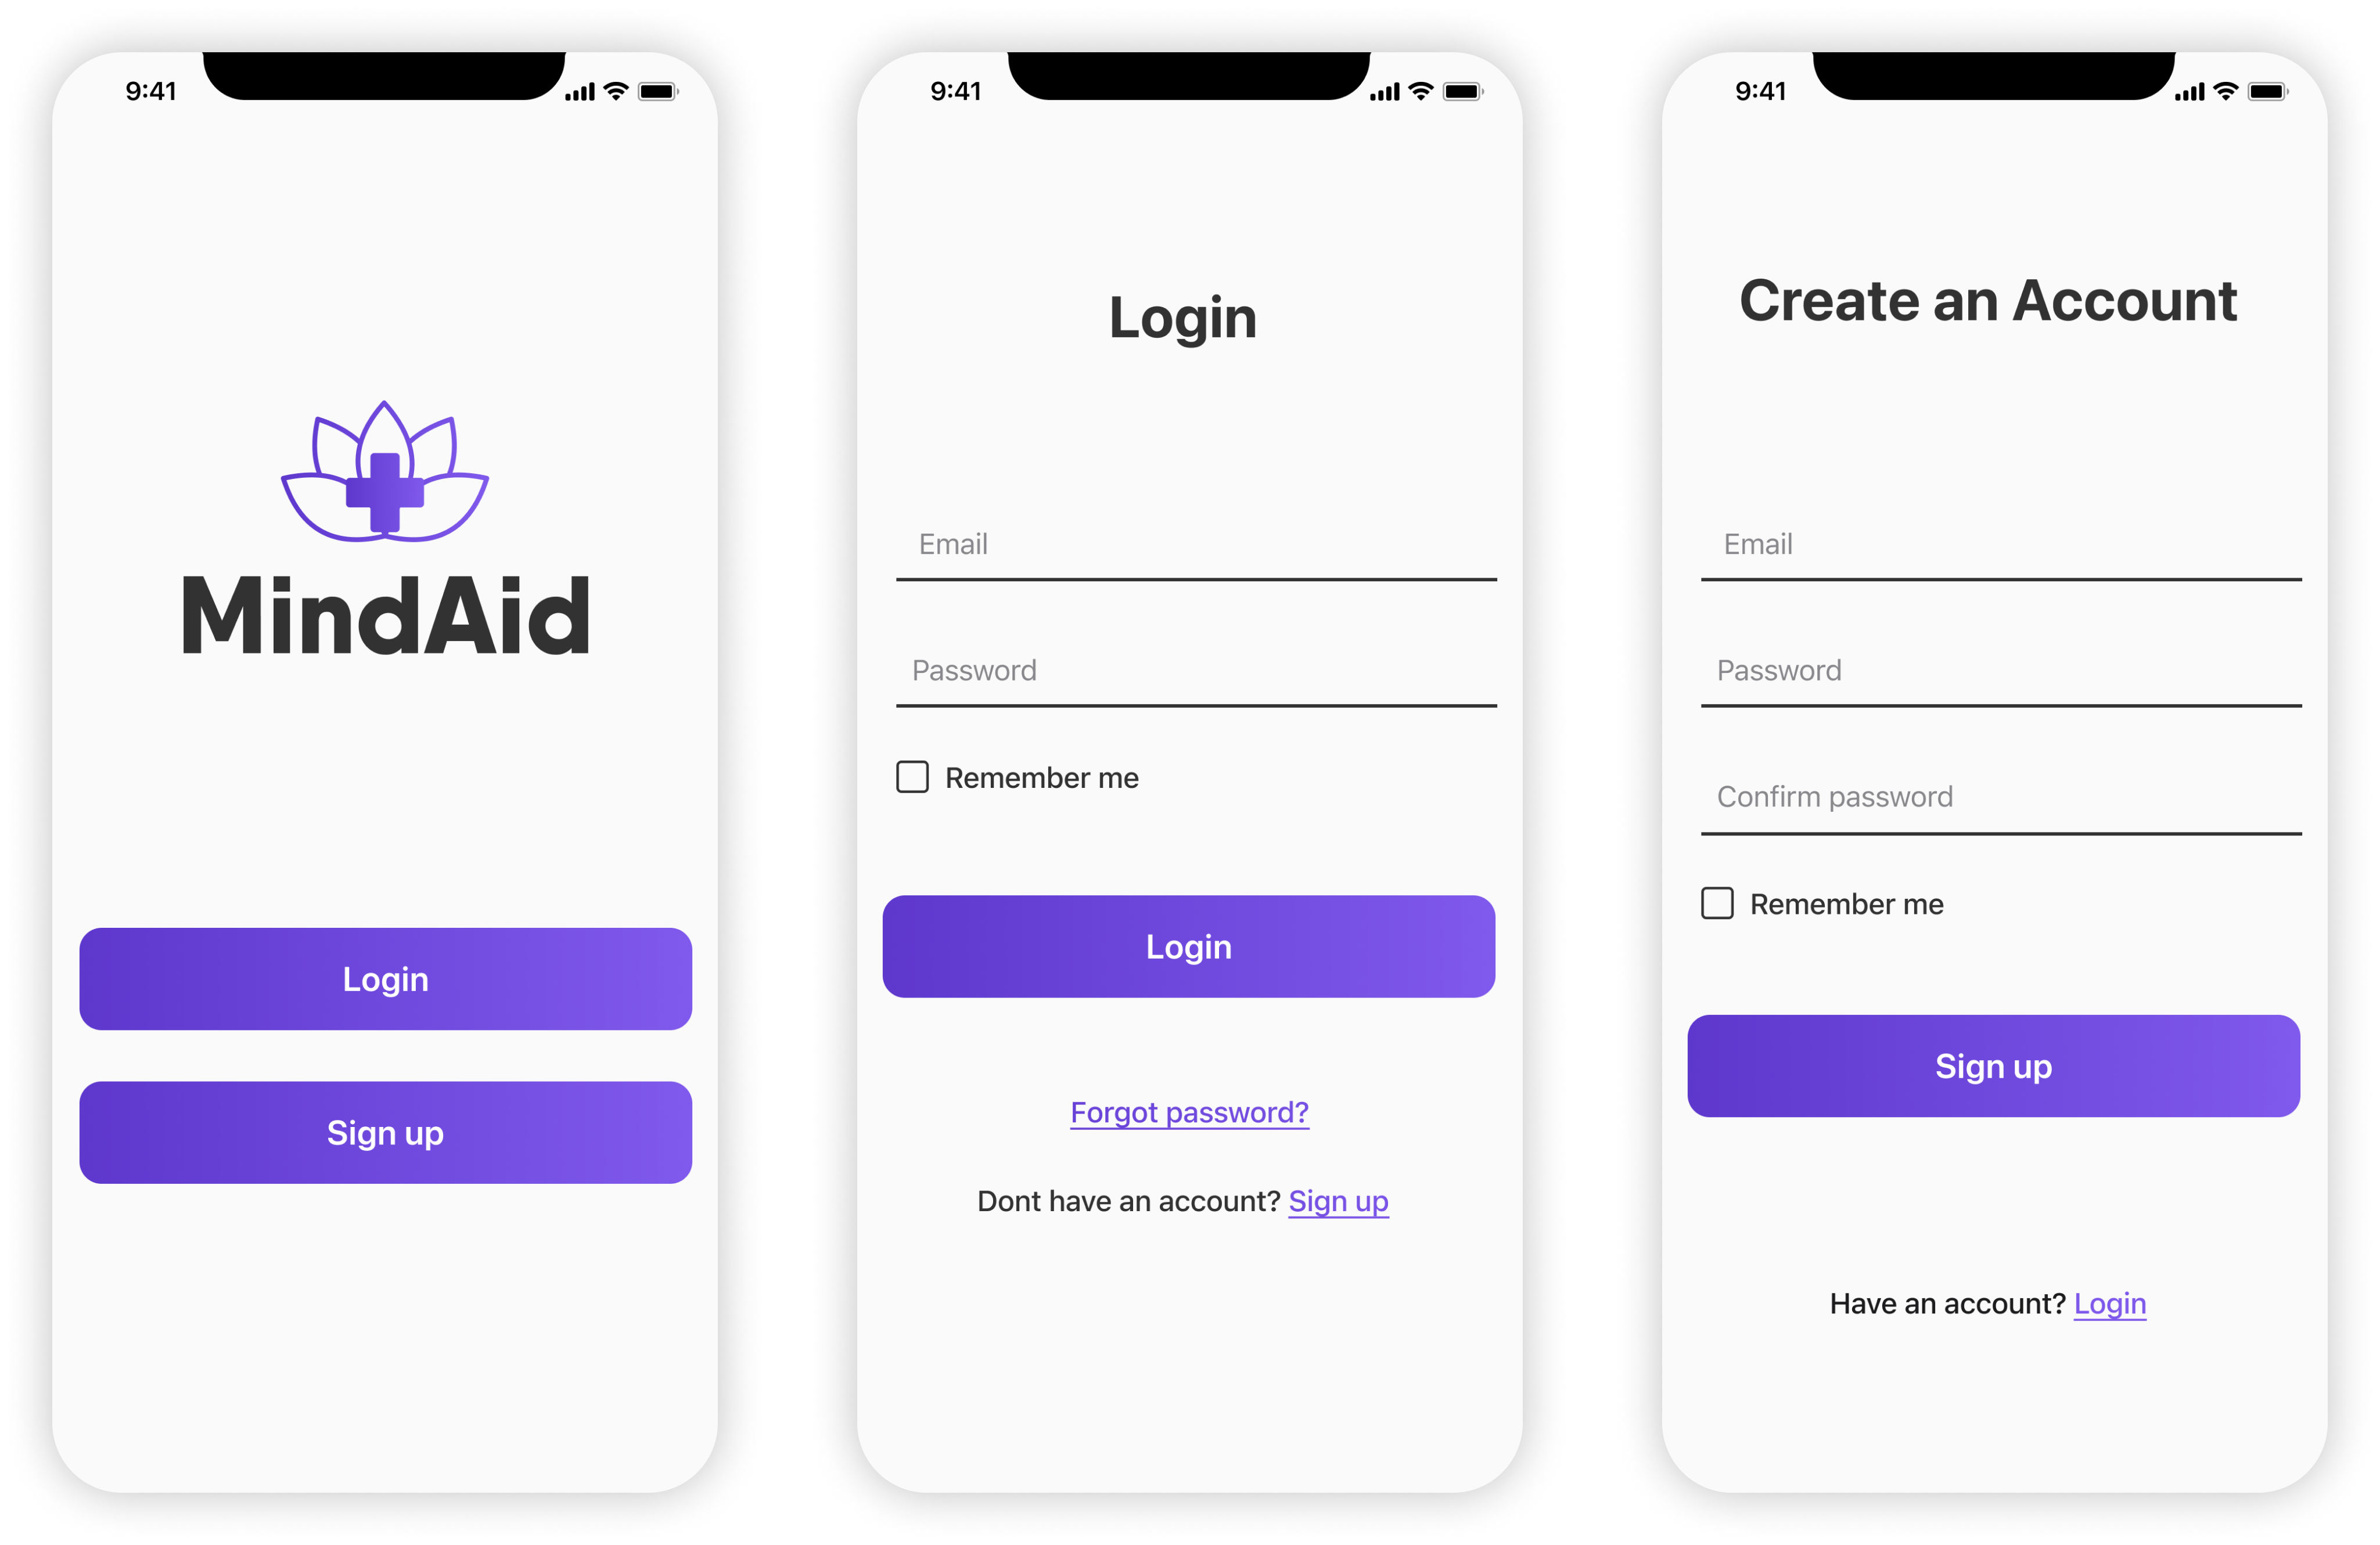 9:41
MindAid
Login
Sign up
9:41
Login
Email
Password
Remember me
Login
Forgot password?
Dont have an account? Sign up
9:41
Create an Account
Email
Password
Confirm password
Remember me
Sign up
Have an account? Login